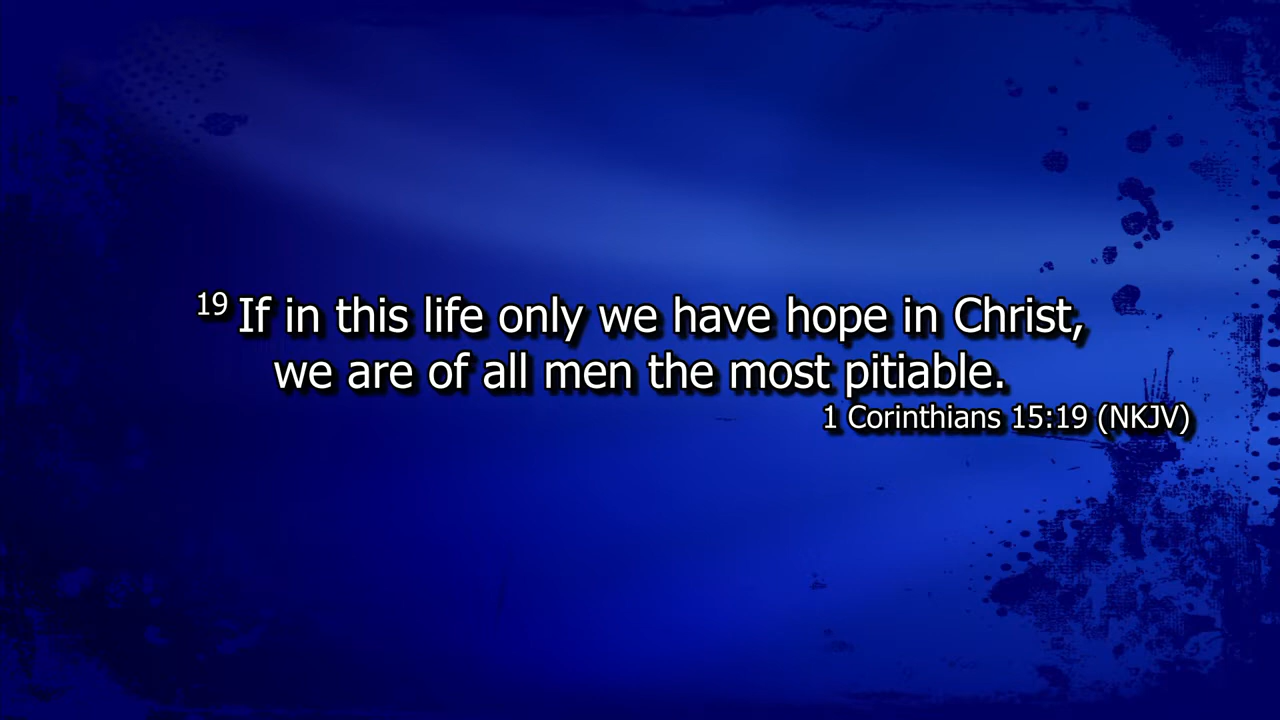 19 If in this life only we have hope in Christ,
we are of all men the most pitiable.
1 Corinthians 15:19 (NKJV)